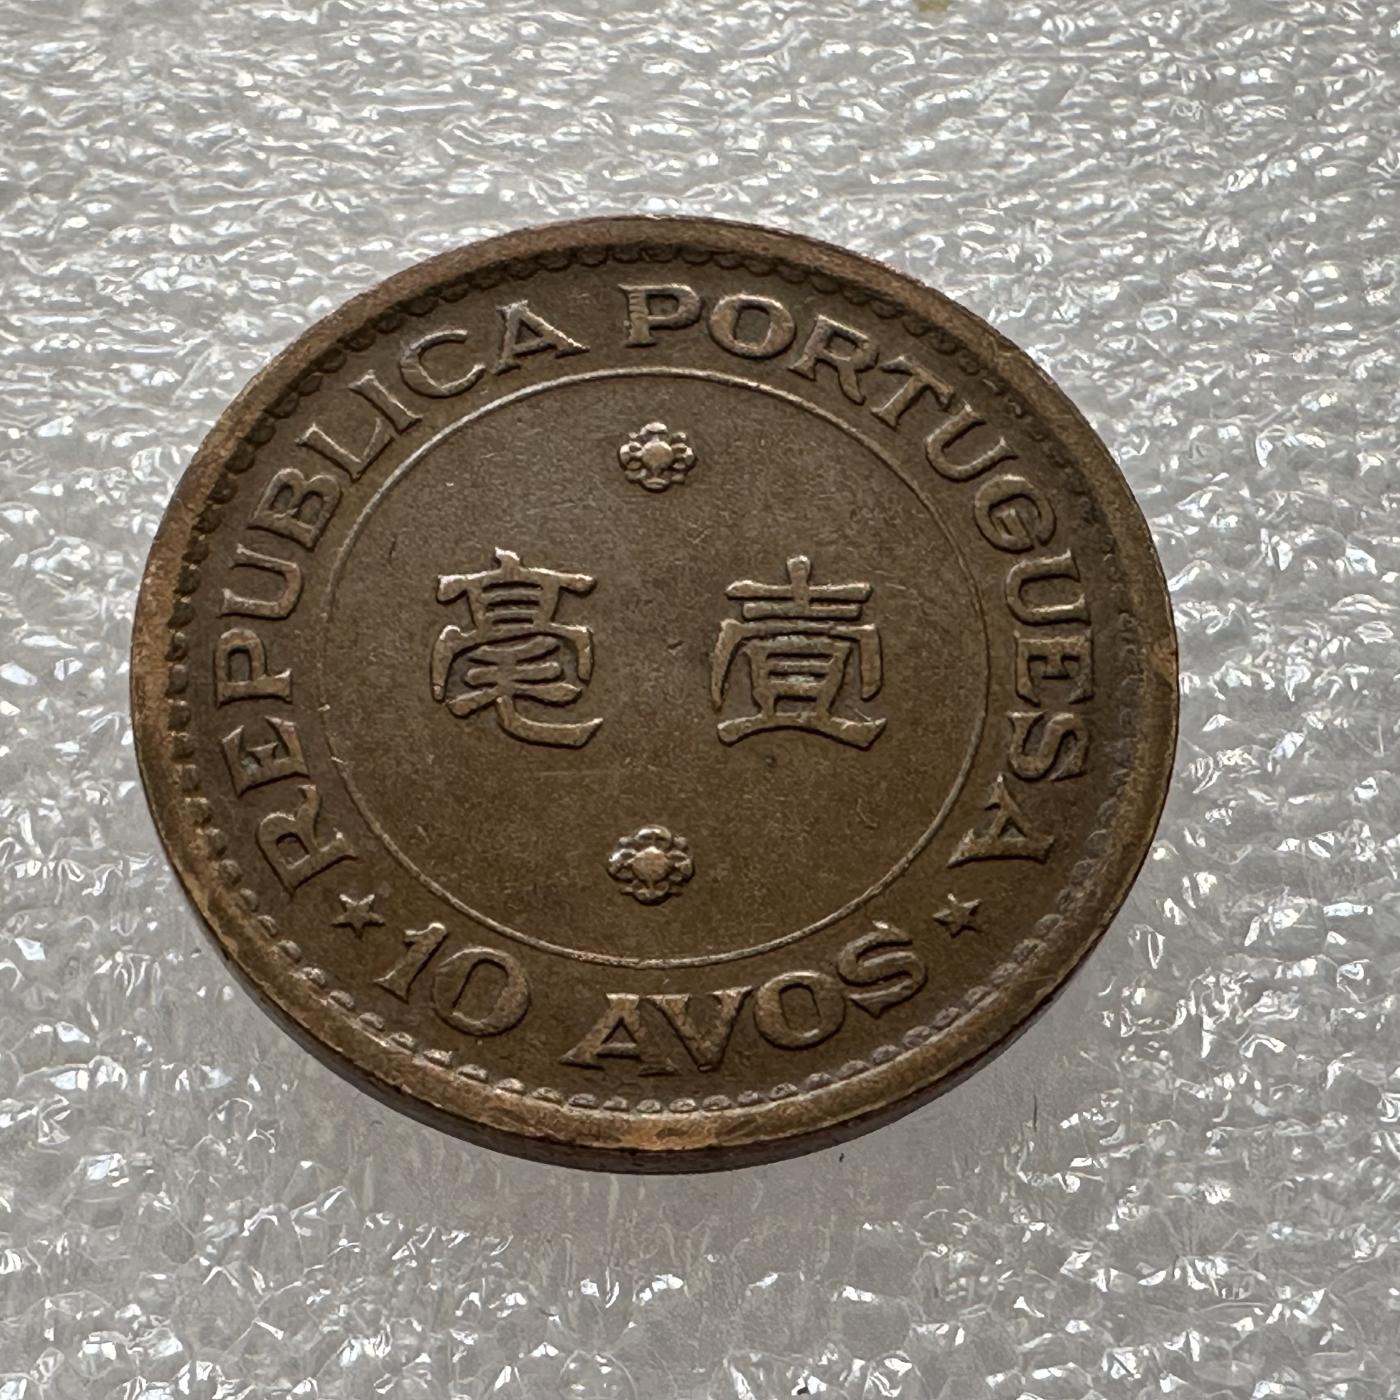 REPUBLICA PORTUGUESA
毫 壹
★ 10 AVOS ★